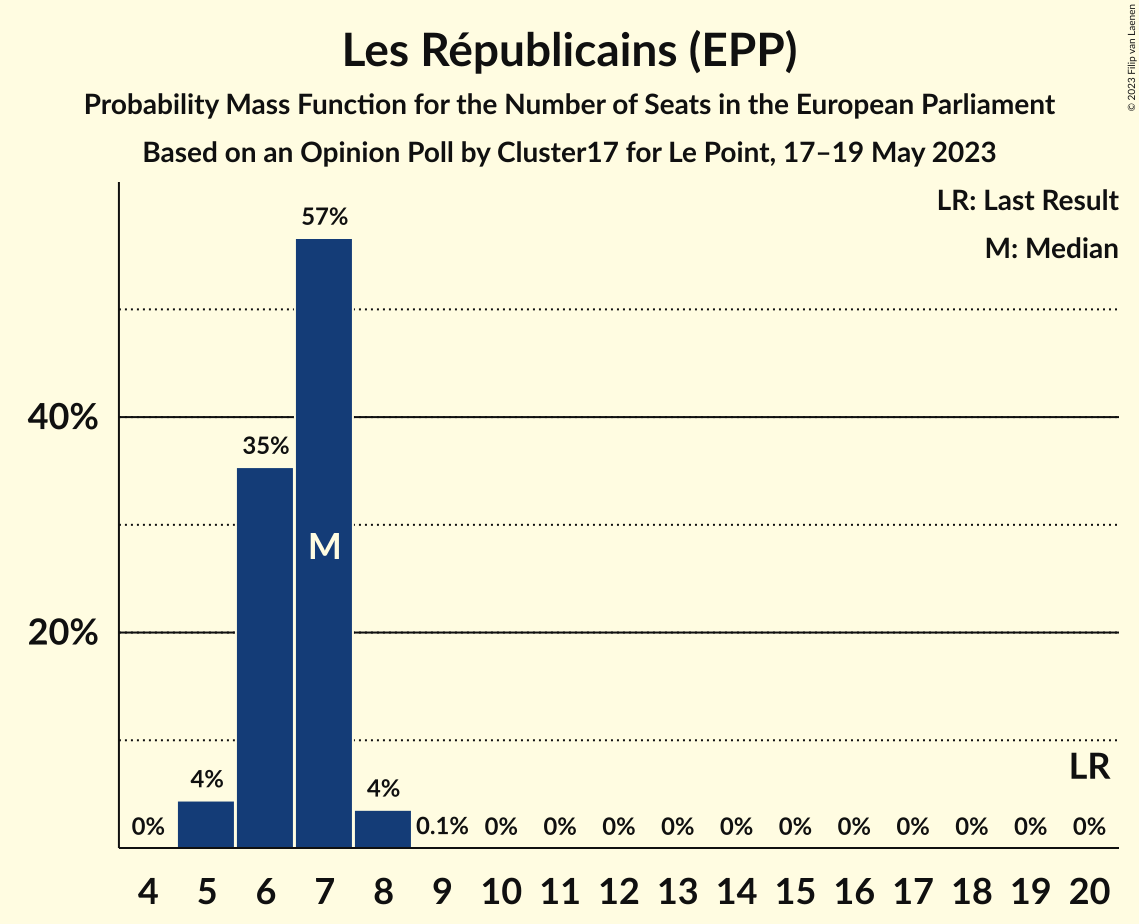 Les Républicains (EPP)
Probability Mass Function for the Number of Seats in the European Parliament
Based on an Opinion Poll by Cluster17 for Le Point, 17–19 May 2023
© 2023 Filip van Laenen
LR: Last Result
M: Median
57%
40%
35%
M
20%
LR
4%
4%
0% 0.1% 0% 0% 0% 0% 0% 0% 0% 0% 0% 0% 0%
4 5 6 7 8 9 10 11 12 13 14 15 16 17 18 19 20